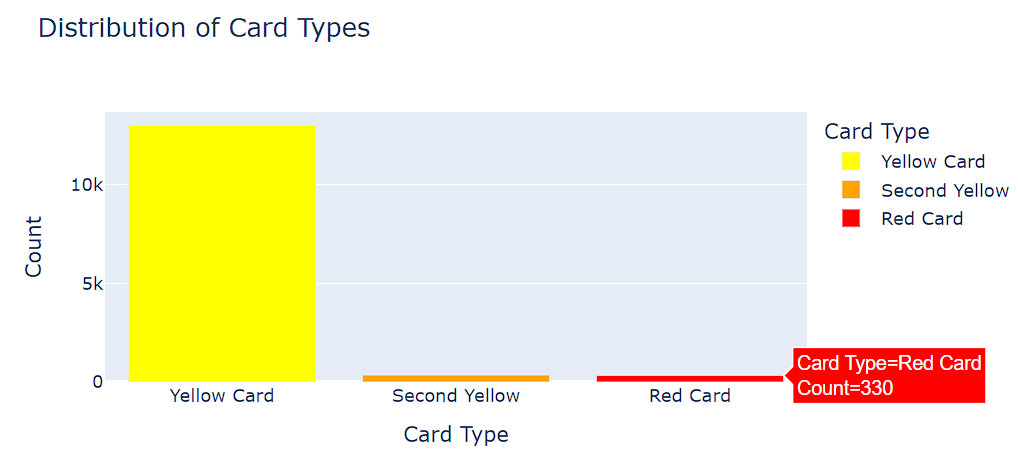 Distribution of Card Types
Card Type
Yellow Card
Second Yellow
Red Card
Count
10k
5k
0
Card Type=Red Card
Count=330
Yellow Card
Second Yellow
Red Card
Card Type